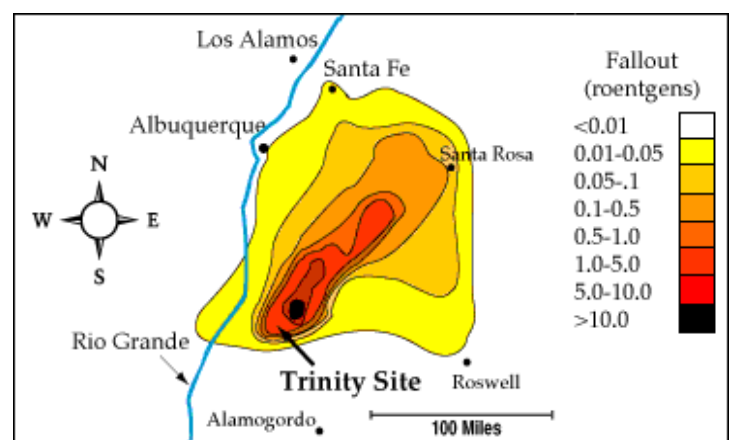 Los Alamos
Santa Fe
Albuquerque
Santa Rosa
N
W
E
S
Rio Grande
Trinity Site
Roswell
Alamogordo
100 Miles
Fallout
(roentgens)
<0.01
0.01-0.05
0.05-.1
0.1-0.5
0.5-1.0
1.0-5.0
5.0-10.0
>10.0